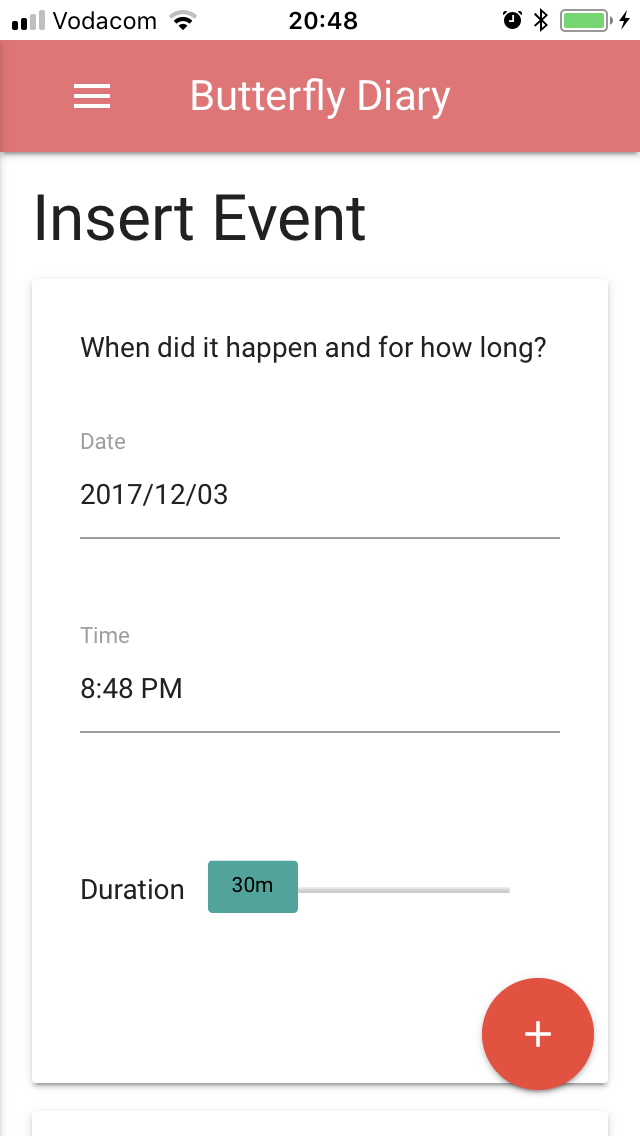 Vodacom 20:48
Butterfly Diary
Insert Event
When did it happen and for how long?
Date
2017/12/03
Time
8:48 PM
Duration 30m
+